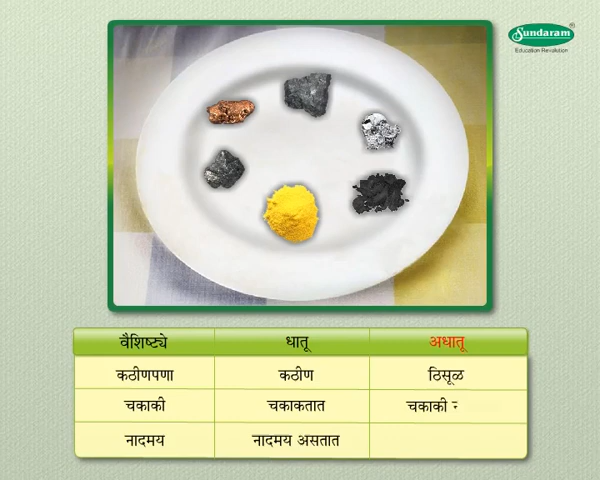 Sundaram
Education Revolution
वैशिष्ट्ये धातू अधातू
कठीणपणा कठीण ठिसूळ
चकाकी चकाकतात चकाकी
नादमय नादमय असतात